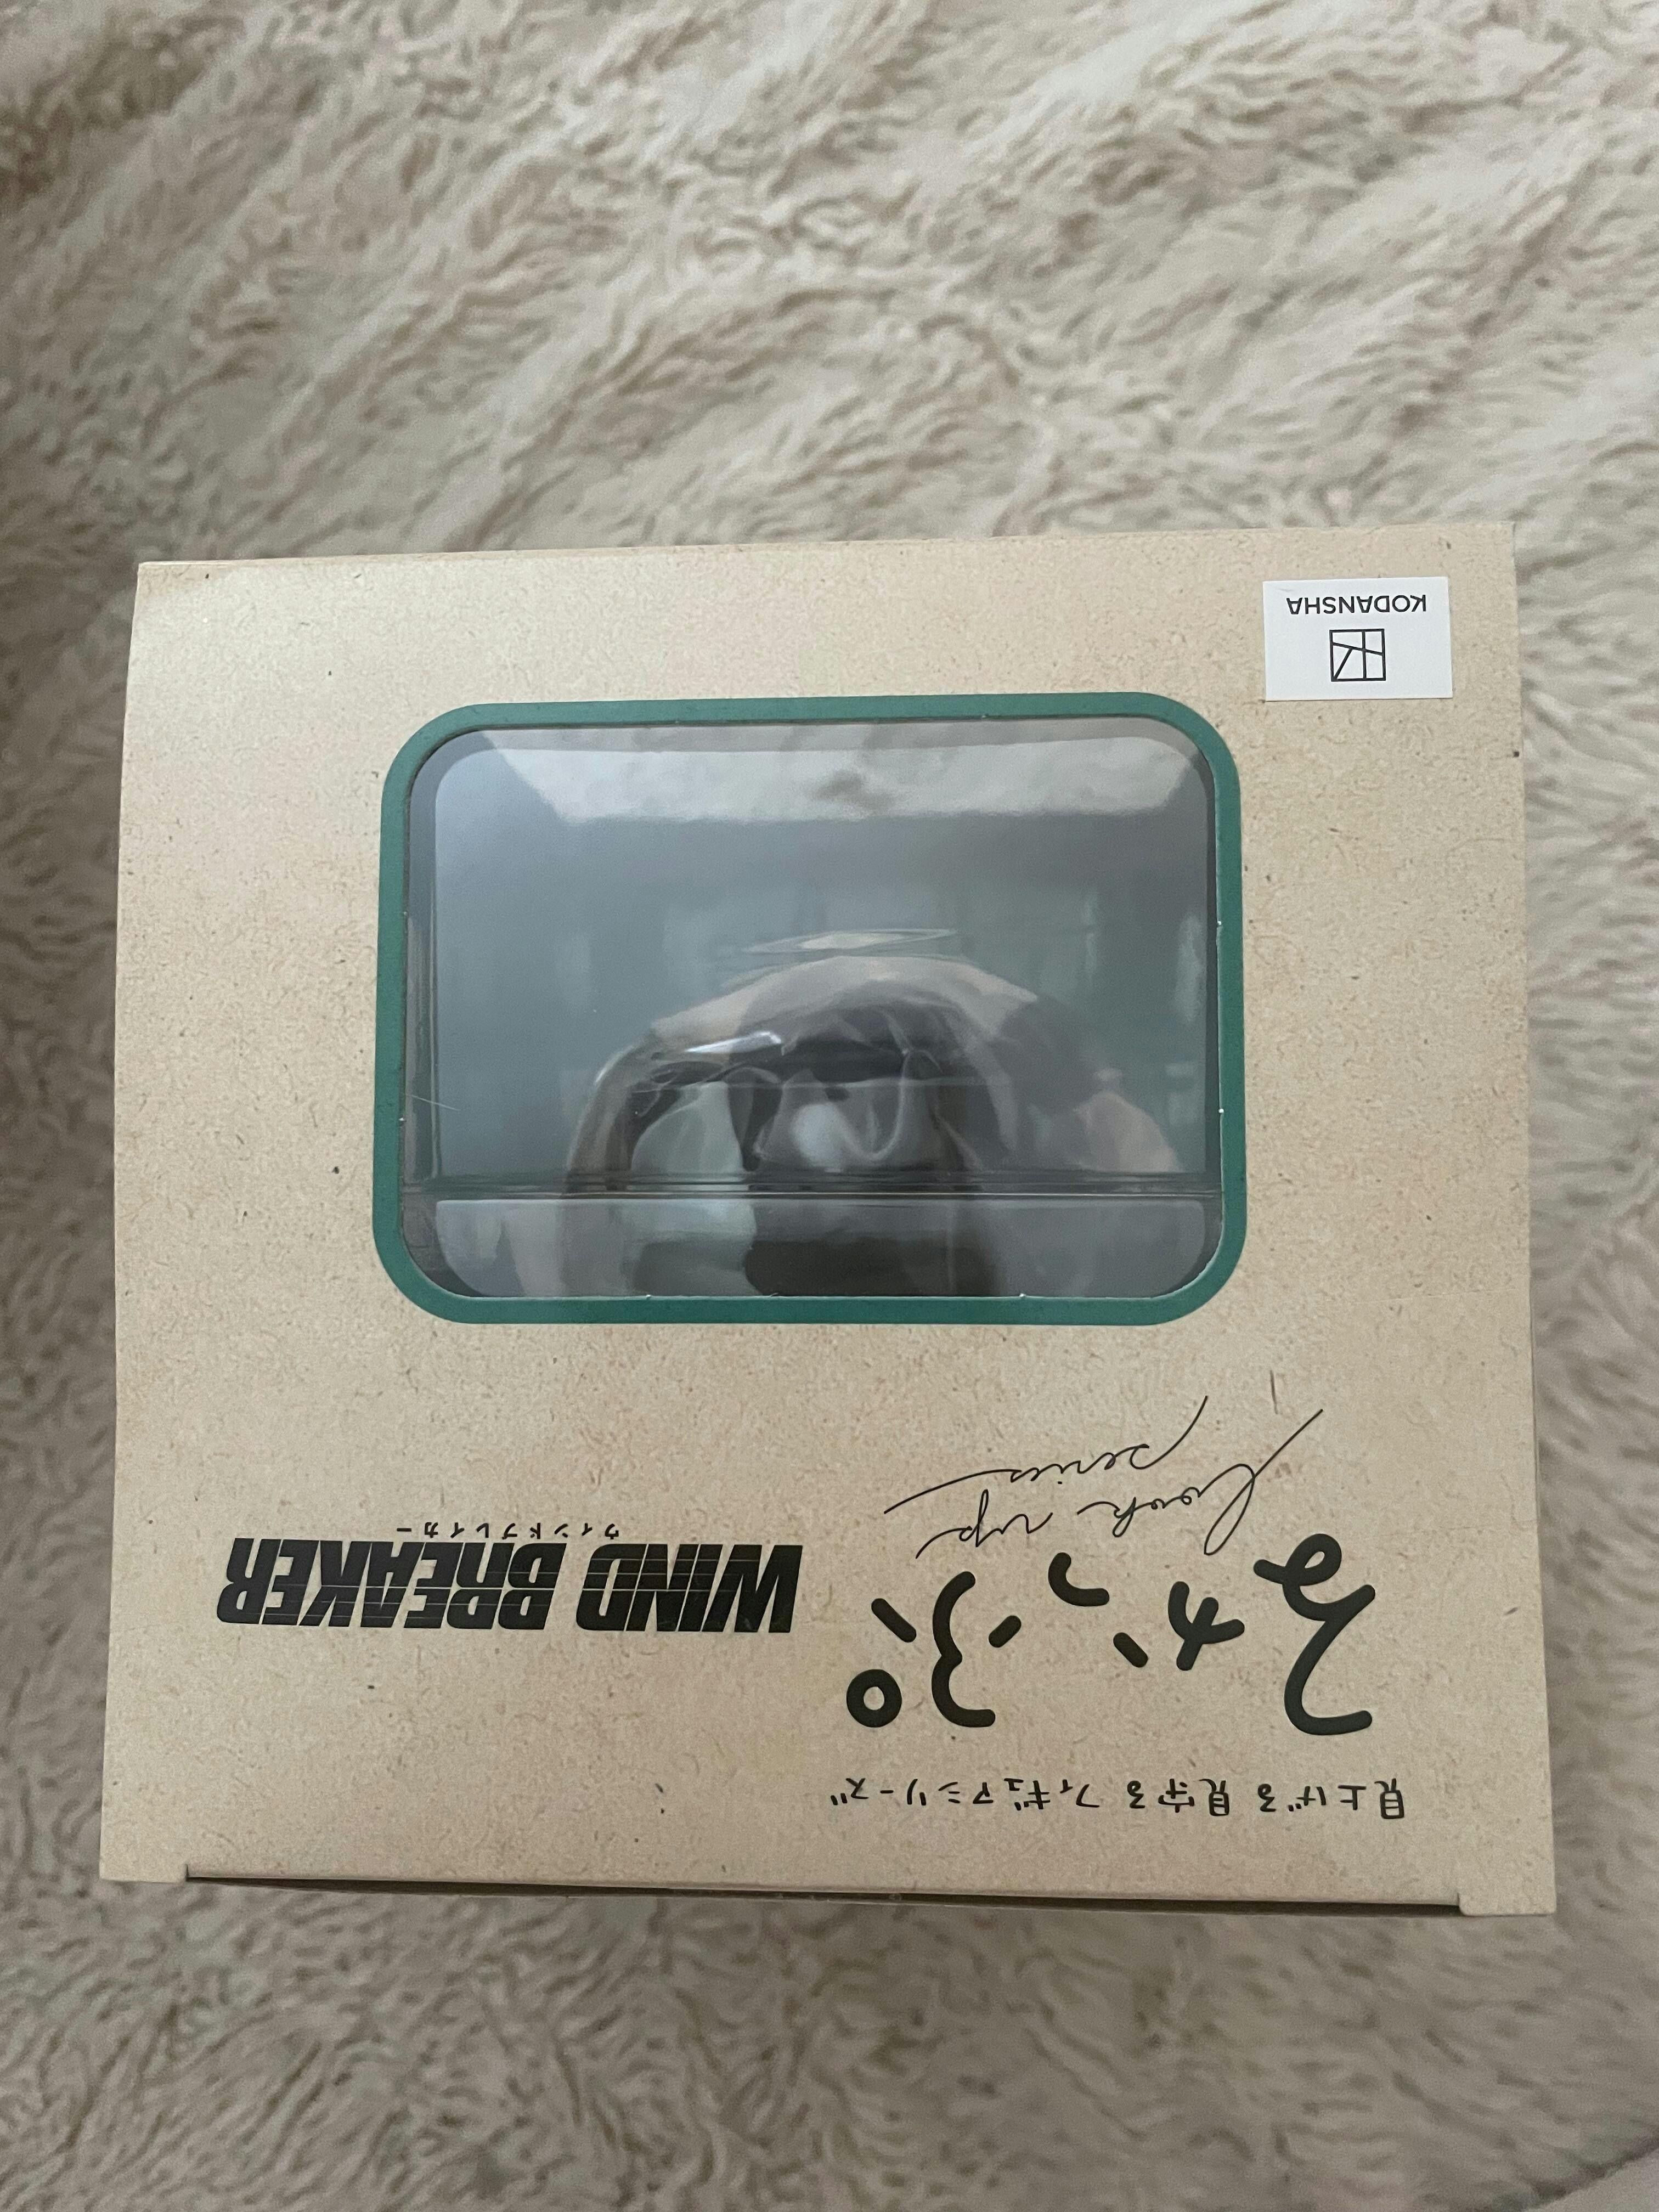 見上げる 見守る フィギュアシリーズ
るかっぷ
Look up
series
WIND BREAKER
ウィンドブレイカー
KODANSHA